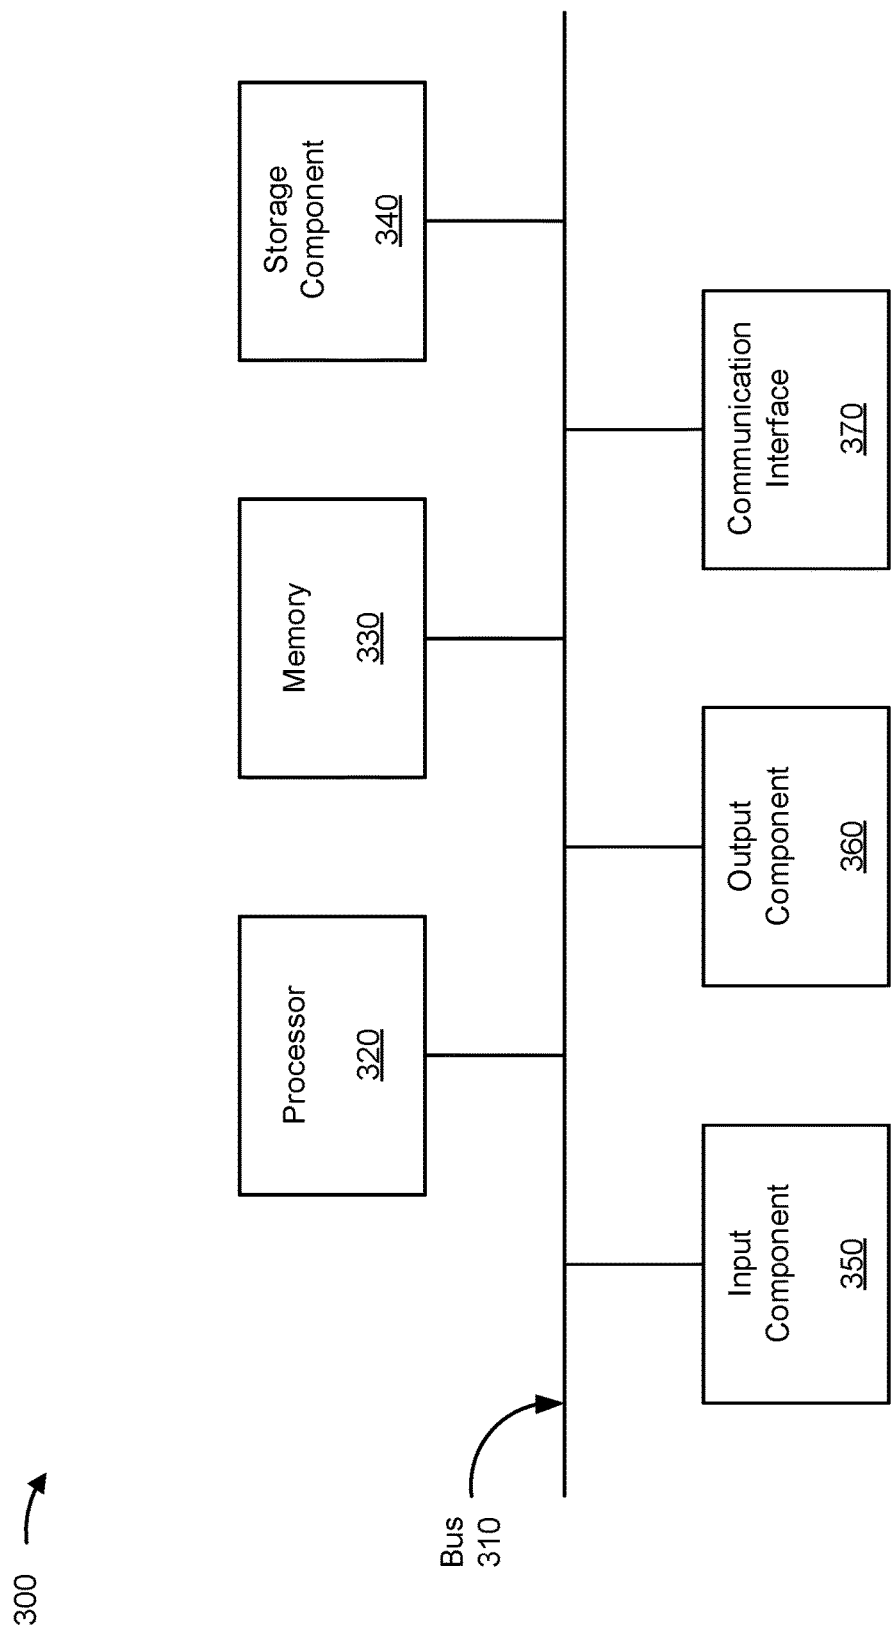 300
Processor
320
Memory
330
Storage
Component
340
Bus
310
Input
Component
350
Output
Component
360
Communication
Interface
370